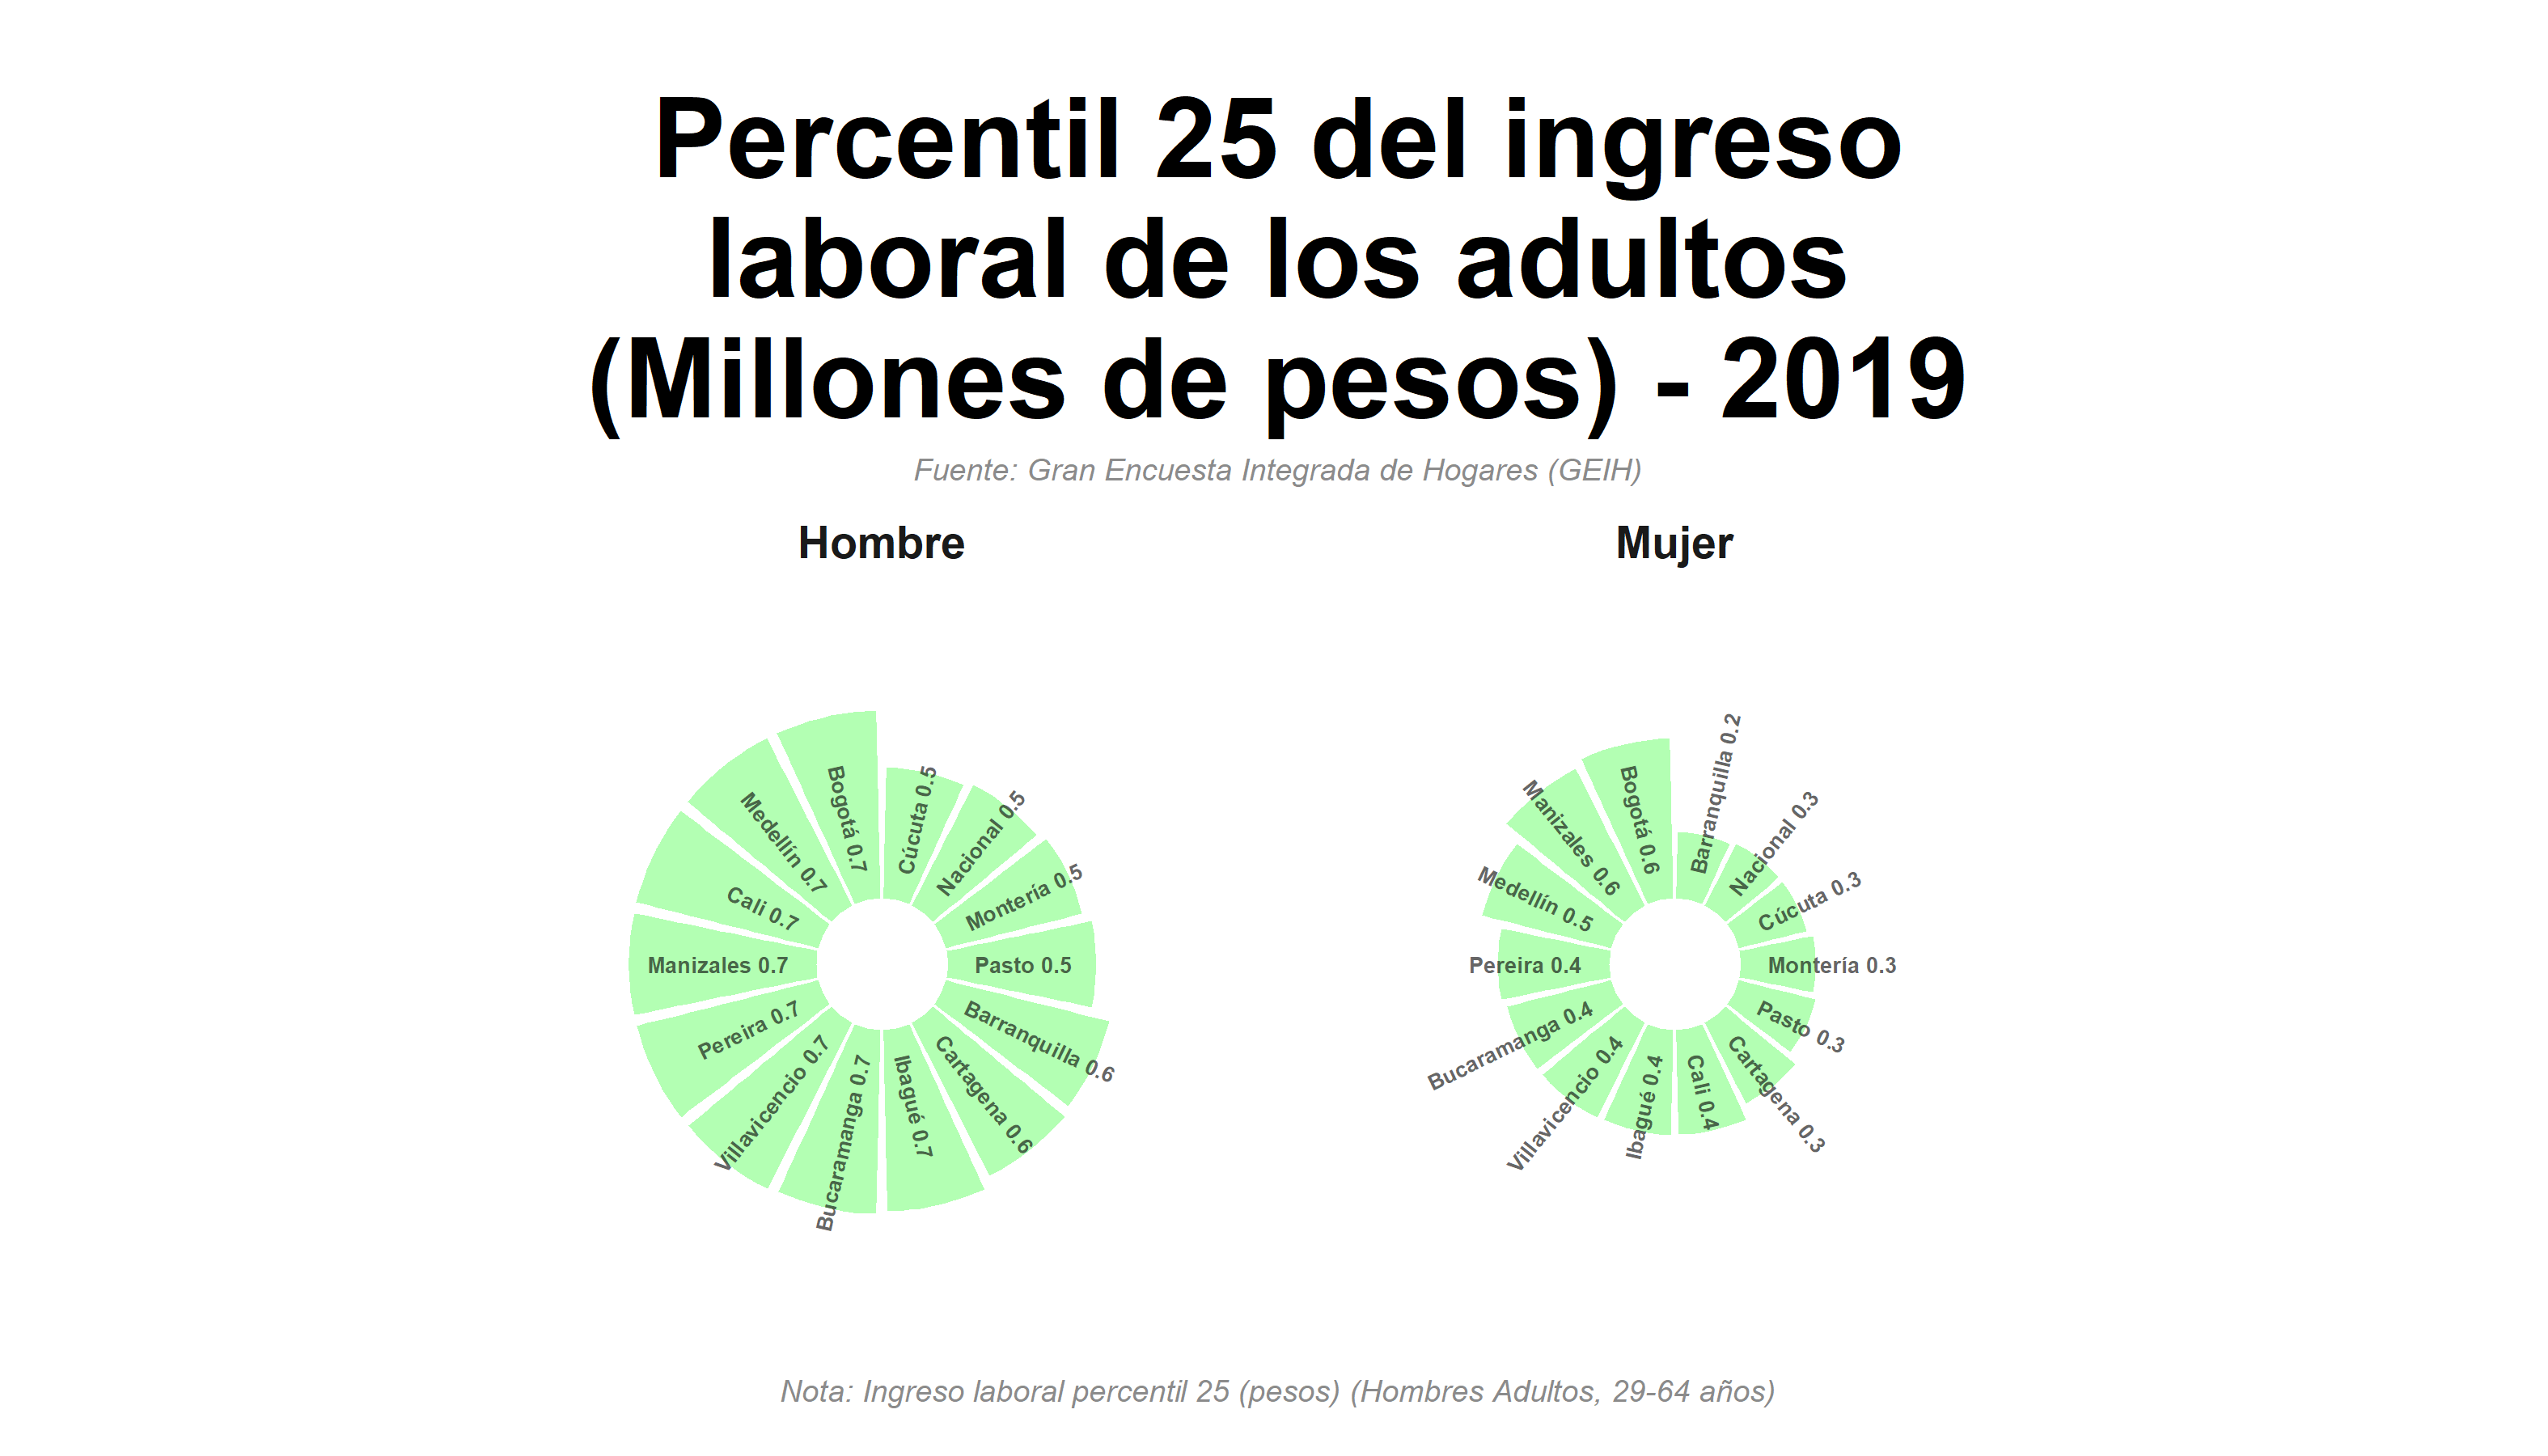 Percentil 25 del ingreso
laboral de los adultos
(Millones de pesos) - 2019
Fuente: Gran Encuesta Integrada de Hogares (GEIH)
Hombre
Cúcuta 0.5
Nacional 0.5
Montería 0.5
Pasto 0.5
Barranquilla 0.6
Cartagena 0.6
Ibagué 0.7
Bucaramanga 0.7
Villavicencio 0.7
Pereira 0.7
Manizales 0.7
Cali 0.7
Medellín 0.7
Bogotá 0.7
Mujer
Barranquilla 0.2
Nacional 0.3
Cúcuta 0.3
Montería 0.3
Pasto 0.3
Cartagena 0.3
Cali 0.4
Ibagué 0.4
Villavicencio 0.4
Bucaramanga 0.4
Pereira 0.4
Medellín 0.5
Manizales 0.6
Bogotá 0.6
Nota: Ingreso laboral percentil 25 (pesos) (Hombres Adultos, 29-64 años)